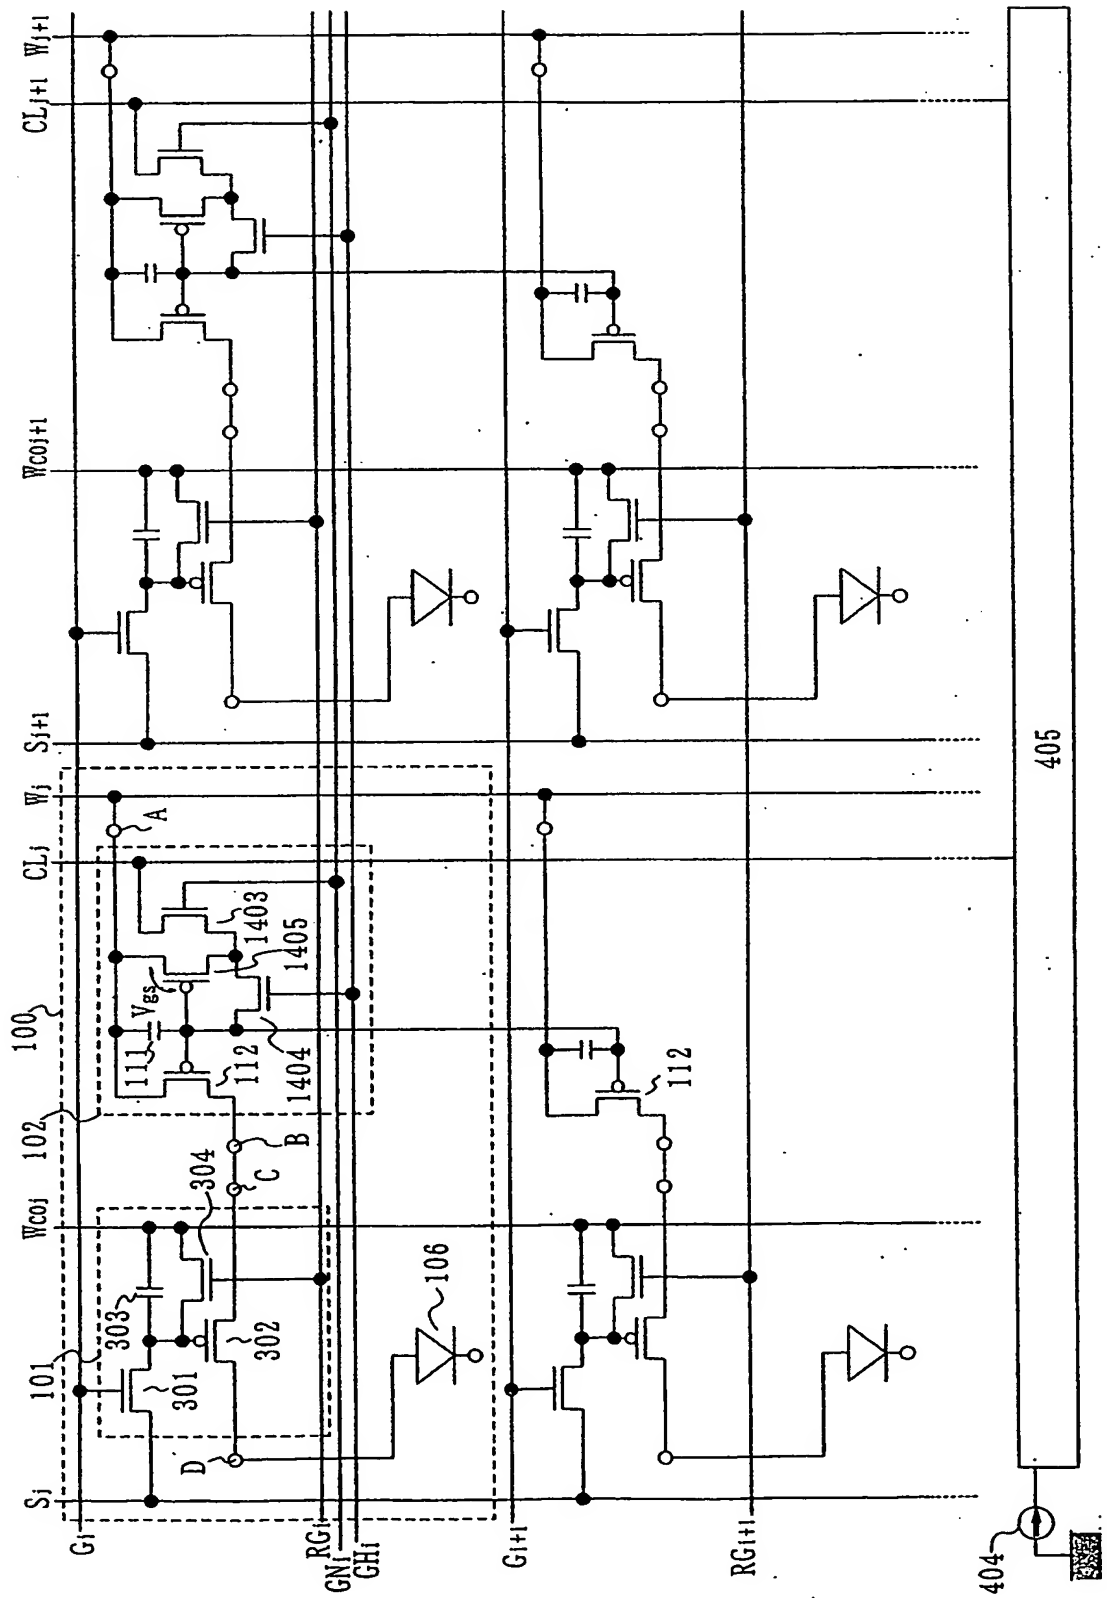 Gi
RGi
GNi
GHi
Gi+1
RGi+1
404
Sj
D
101
301
303
302
106
304
Wcoj
C
B
102
100
111
112
Vgs
1404
1405
1403
112
CLj
A
Wj
Sj+1
405
Wcoj+1
CLj+1
Wj+1